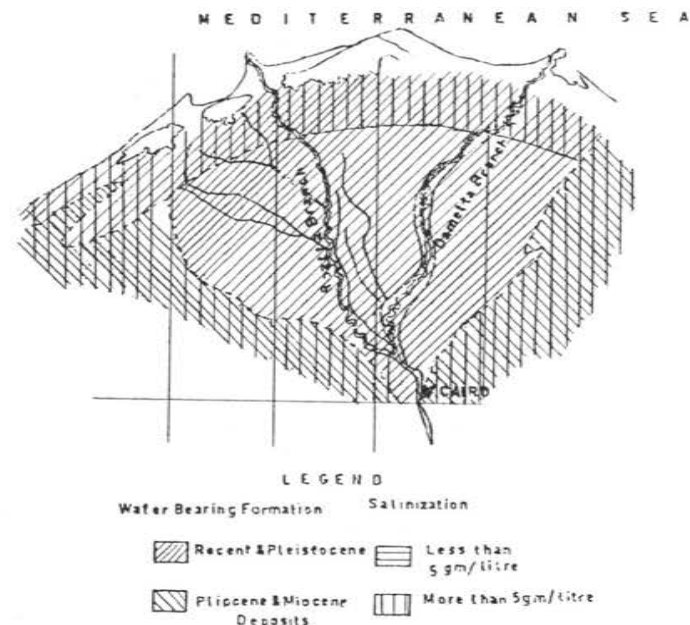 MEDITERRANEAN SEA
Rosetta Branch
Dameita Branch
CAIRO
LEGEND
Water Bearing Formation
Salinization
Recent & Pleistocene
Less than
5 gm/litre
Pliocene & Miocene
Deposits
More than 5gm/litre